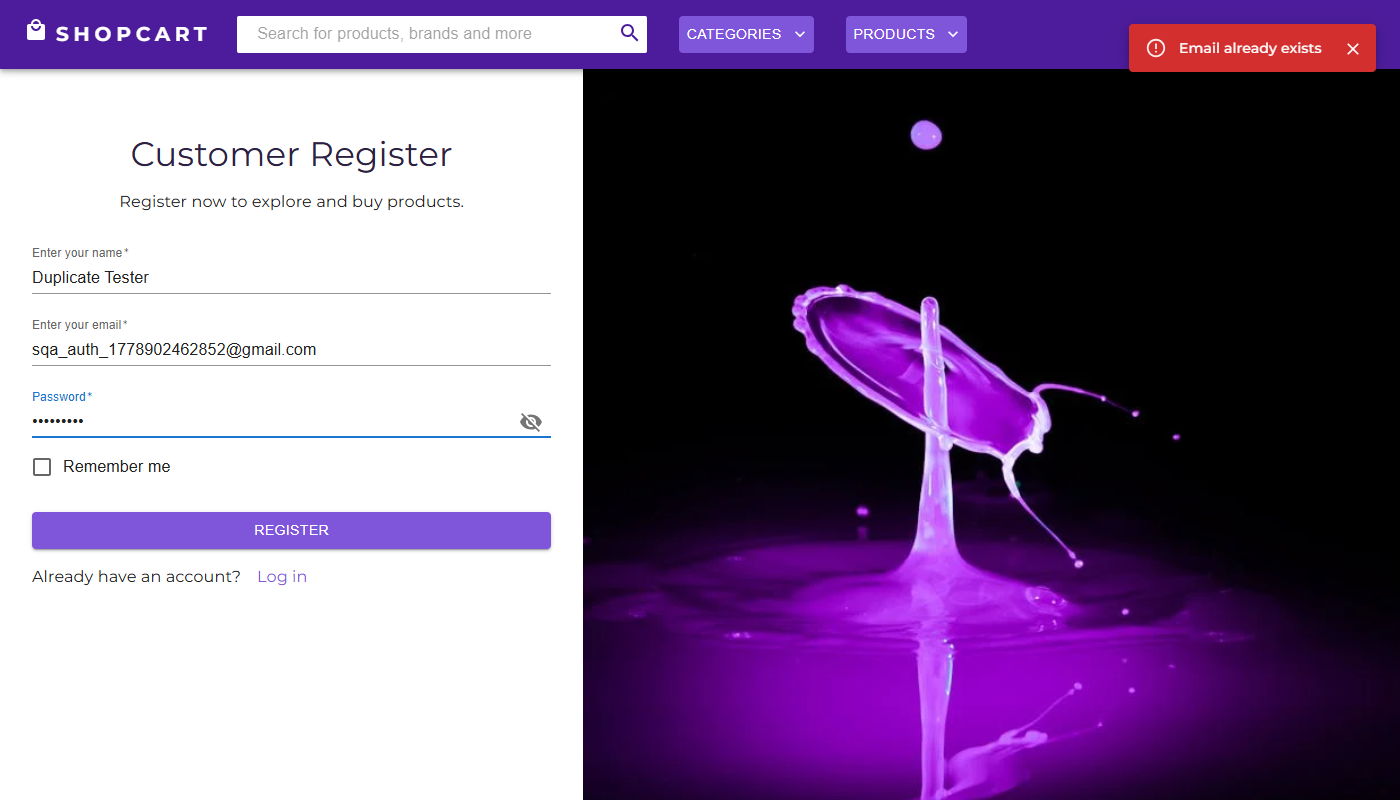 SHOPCART
Search for products, brands and more
CATEGORIES
PRODUCTS
Email already exists
Customer Register
Register now to explore and buy products.
Enter your name*
Duplicate Tester
Enter your email*
sqa_auth_1778902462852@gmail.com
Password*
•••••••••
Remember me
REGISTER
Already have an account? Log in